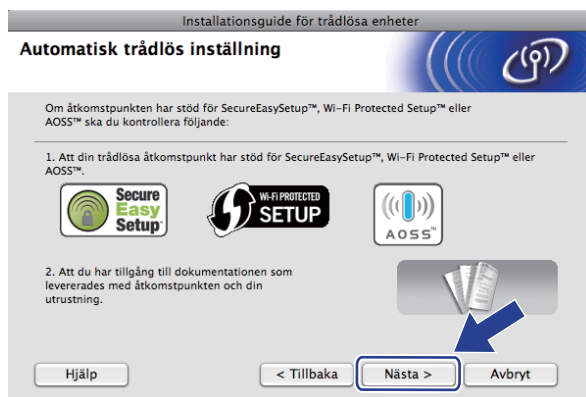 Installationsguide för trådlösa enheter
Automatisk trådlös inställning
Om åtkomstpunkten har stöd för SecureEasySetup™, Wi-Fi Protected Setup™ eller
AOSS™ ska du kontrollera följande:
1. Att din trådlösa åtkomstpunkt har stöd för SecureEasySetup™, Wi-Fi Protected Setup™ eller
AOSS™.
Secure
Easy
Setup™
WI-FI PROTECTED
SETUP
AOSS™
2. Att du har tillgång till dokumentationen som
levererades med åtkomstpunkten och din
utrustning.
Hjälp
< Tillbaka
Nästa >
Avbryt